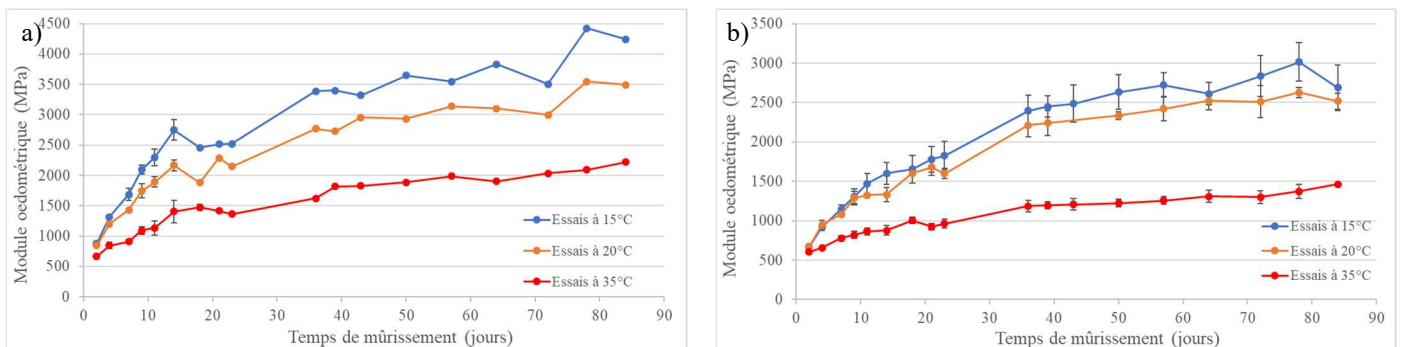 a)
4500
4000
3500
3000
2500
2000
1500
1000
500
0
Module oedométrique (MPa)
0 10 20 30 40 50 60 70 80 90
Temps de mûrissement (jours)
Essais à 15°C
Essais à 20°C
Essais à 35°C
b)
3500
3000
2500
2000
1500
1000
500
0
Module oedométrique (MPa)
0 10 20 30 40 50 60 70 80 90
Temps de mûrissement (jours)
Essais à 15°C
Essais à 20°C
Essais à 35°C